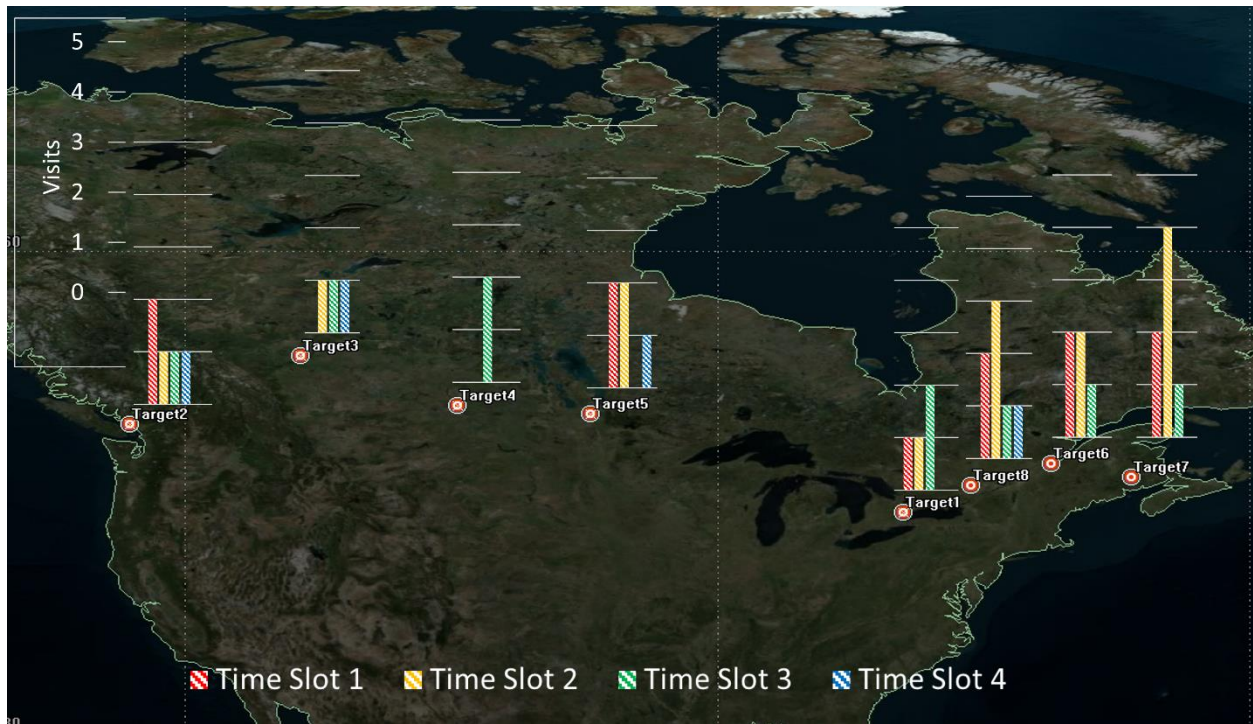 5
4
3
2
1
0
Visits
60
Target3
Target4
Target2
Target5
Target6
Target7
Target8
Target1
Time Slot 1
Time Slot 2
Time Slot 3
Time Slot 4